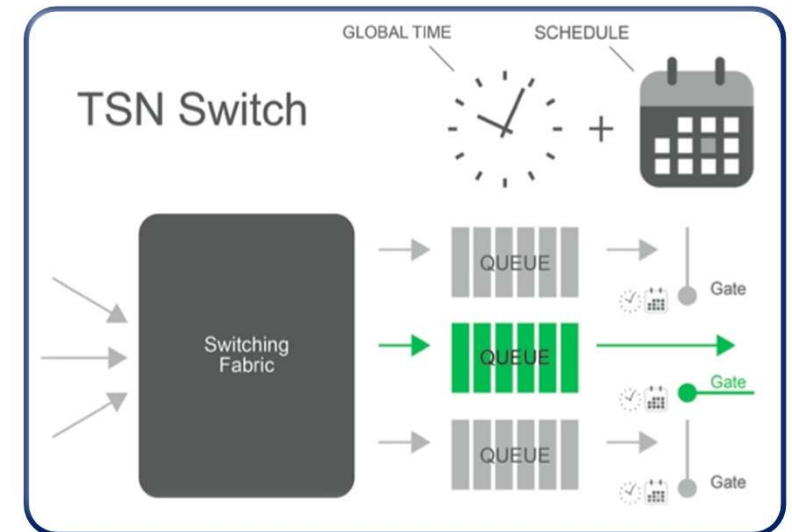 GLOBAL TIME
SCHEDULE
TSN Switch
QUEUE
Gate
Switching
Fabric
QUEUE
Gate
QUEUE
Gate